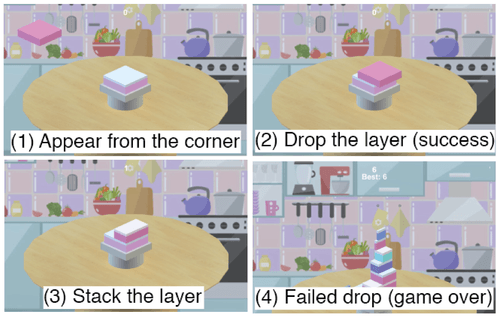 (1) Appear from the corner
(2) Drop the layer (success)
(3) Stack the layer
6
Best: 6
(4) Failed drop (game over)